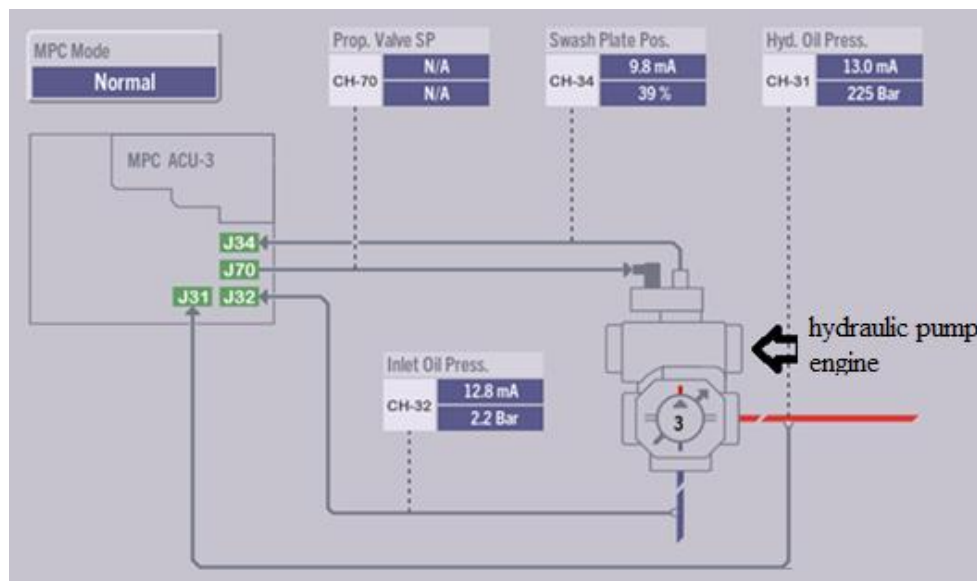 MPC Mode
Normal
Prop. Valve SP
CH-70
N/A
N/A
Swash Plate Pos.
CH-34
9.8 mA
39 %
Hyd. Oil Press.
CH-31
13.0 mA
225 Bar
MPC ACU-3
J34
J70
J31 J32
hydraulic pump
engine
Inlet Oil Press.
CH-32
12.8 mA
2.2 Bar
3